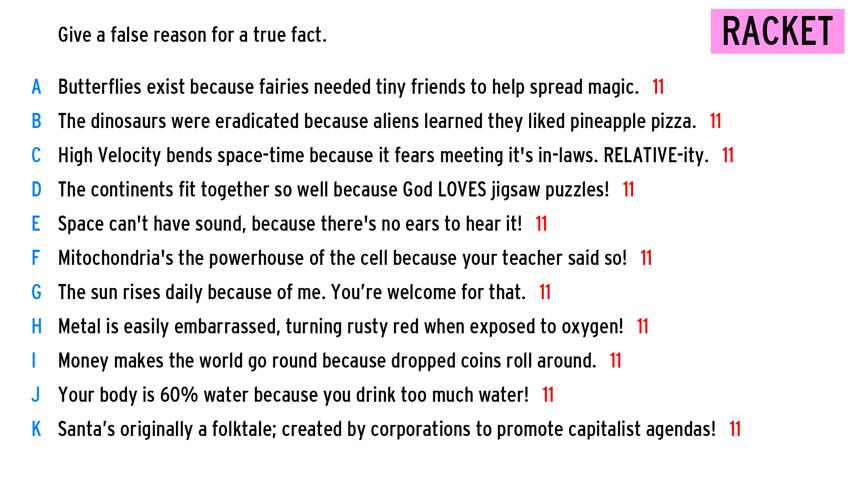 Give a false reason for a true fact.
RACKET
A Butterflies exist because fairies needed tiny friends to help spread magic. 11
B The dinosaurs were eradicated because aliens learned they liked pineapple pizza. 11
C High Velocity bends space-time because it fears meeting it's in-laws. RELATIVE-ity. 11
D The continents fit together so well because God LOVES jigsaw puzzles! 11
E Space can't have sound, because there's no ears to hear it! 11
F Mitochondria's the powerhouse of the cell because your teacher said so! 11
G The sun rises daily because of me. You’re welcome for that. 11
H Metal is easily embarrassed, turning rusty red when exposed to oxygen! 11
I Money makes the world go round because dropped coins roll around. 11
J Your body is 60% water because you drink too much water! 11
K Santa’s originally a folktale; created by corporations to promote capitalist agendas! 11